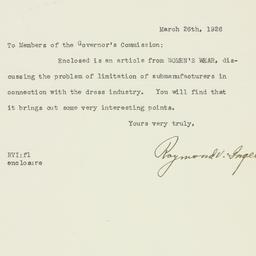 March 26th, 1926
To Members of the Governor's Commission:
Enclosed is an article from WOMEN'S WEAR, dis-
cussing the problem of limitation of submanufacturers in
connection with the dress industry. You will find that
it brings out some very interesting points.
Yours very truly,
Raymond V. Inge
RVI:fl
enclosure